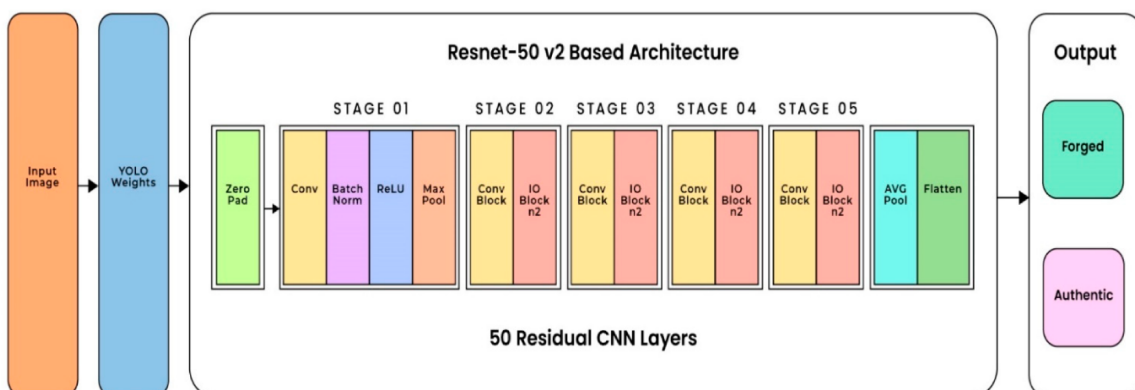 Input
Image
YOLO
Weights
Resnet-50 v2 Based Architecture
STAGE 01
STAGE 02
STAGE 03
STAGE 04
STAGE 05
Zero
Pad
Conv
Batch
Norm
ReLU
Max
Pool
Conv
Block
IO
Block
n2
Conv
Block
IO
Block
n2
Conv
Block
IO
Block
n2
Conv
Block
IO
Block
n2
AVG
Pool
Flatten
50 Residual CNN Layers
Output
Forged
Authentic